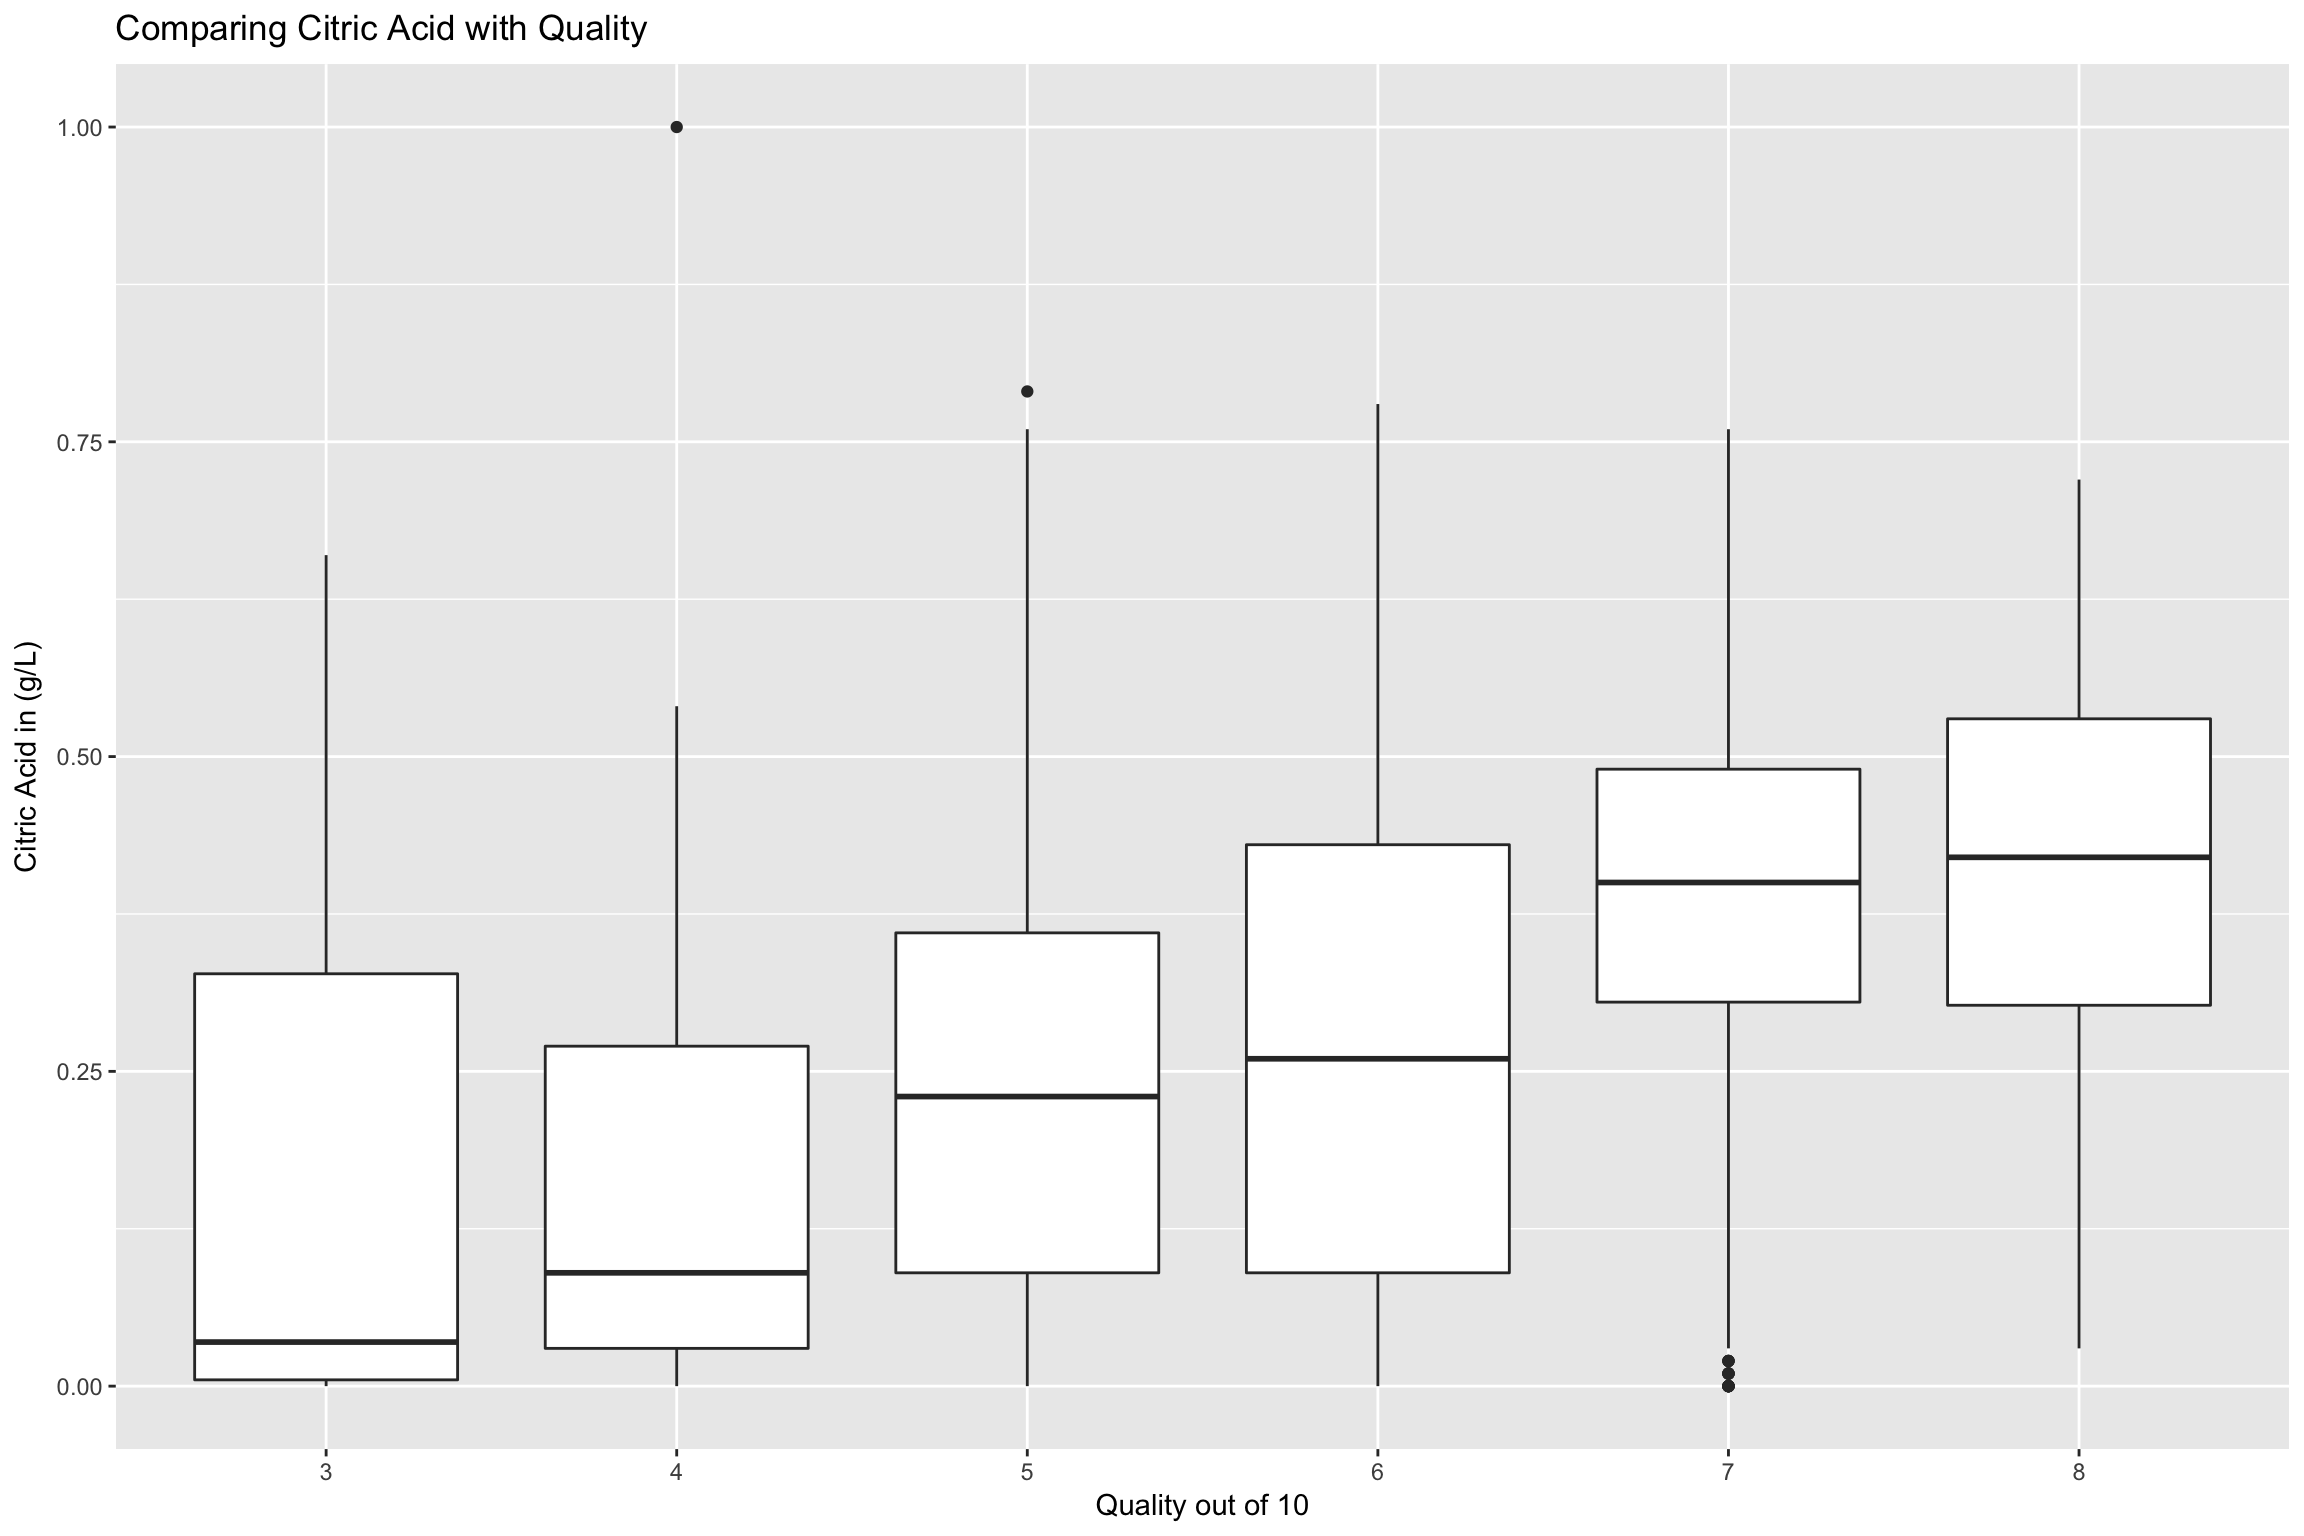 Comparing Citric Acid with Quality
Citric Acid in (g/L)
1.00
0.75
0.50
0.25
0.00
3 4 5 6 7 8
Quality out of 10